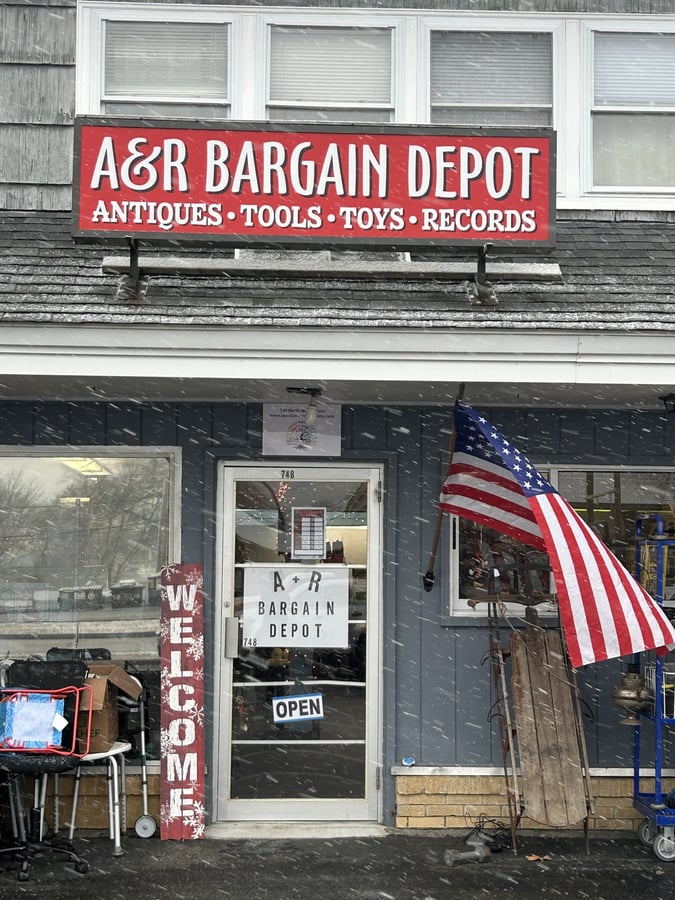 A&R BARGAIN DEPOT
ANTIQUES • TOOLS • TOYS • RECORDS
748
A + R
BARGAIN
DEPOT
748
OPEN
WELCOME